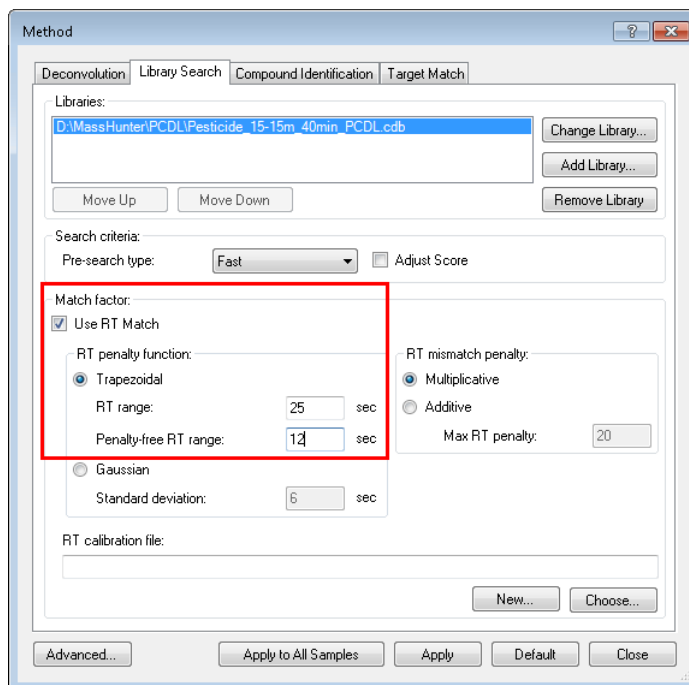 Method
Deconvolution Library Search Compound Identification Target Match
Libraries:
D:\MassHunter\PCDL\Pesticide_15-15m_40min_PCDL.cdb
Change Library...
Add Library...
Move Up Move Down Remove Library
Search criteria:
Pre-search type: Fast Adjust Score
Match factor:
Use RT Match
RT penalty function: RT mismatch penalty:
Trapezoidal Multiplicative
RT range: 25 sec Additive
Penalty-free RT range: 12 sec Max RT penalty: 20
Gaussian
Standard deviation: 6 sec
RT calibration file:
New... Choose...
Advanced... Apply to All Samples Apply Default Close